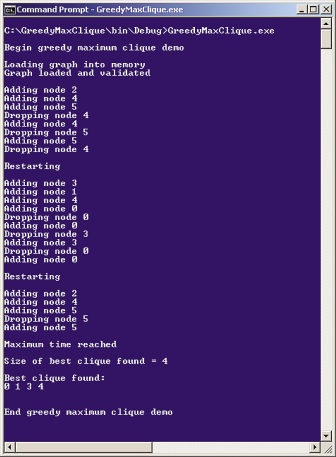 Command Prompt - GreedyMaxClique.exe
C:\GreedyMaxClique\bin\Debug>GreedyMaxClique.exe
Begin greedy maximum clique demo
Loading graph into memory
Graph loaded and validated
Adding node 2
Adding node 4
Adding node 5
Dropping node 4
Adding node 4
Dropping node 5
Adding node 5
Dropping node 4
Restarting
Adding node 3
Adding node 1
Adding node 4
Adding node 0
Dropping node 0
Adding node 0
Dropping node 3
Adding node 3
Dropping node 0
Adding node 0
Restarting
Adding node 2
Adding node 4
Adding node 5
Dropping node 5
Adding node 5
Maximum time reached
Size of best clique found = 4
Best clique found:
0 1 3 4
End greedy maximum clique demo